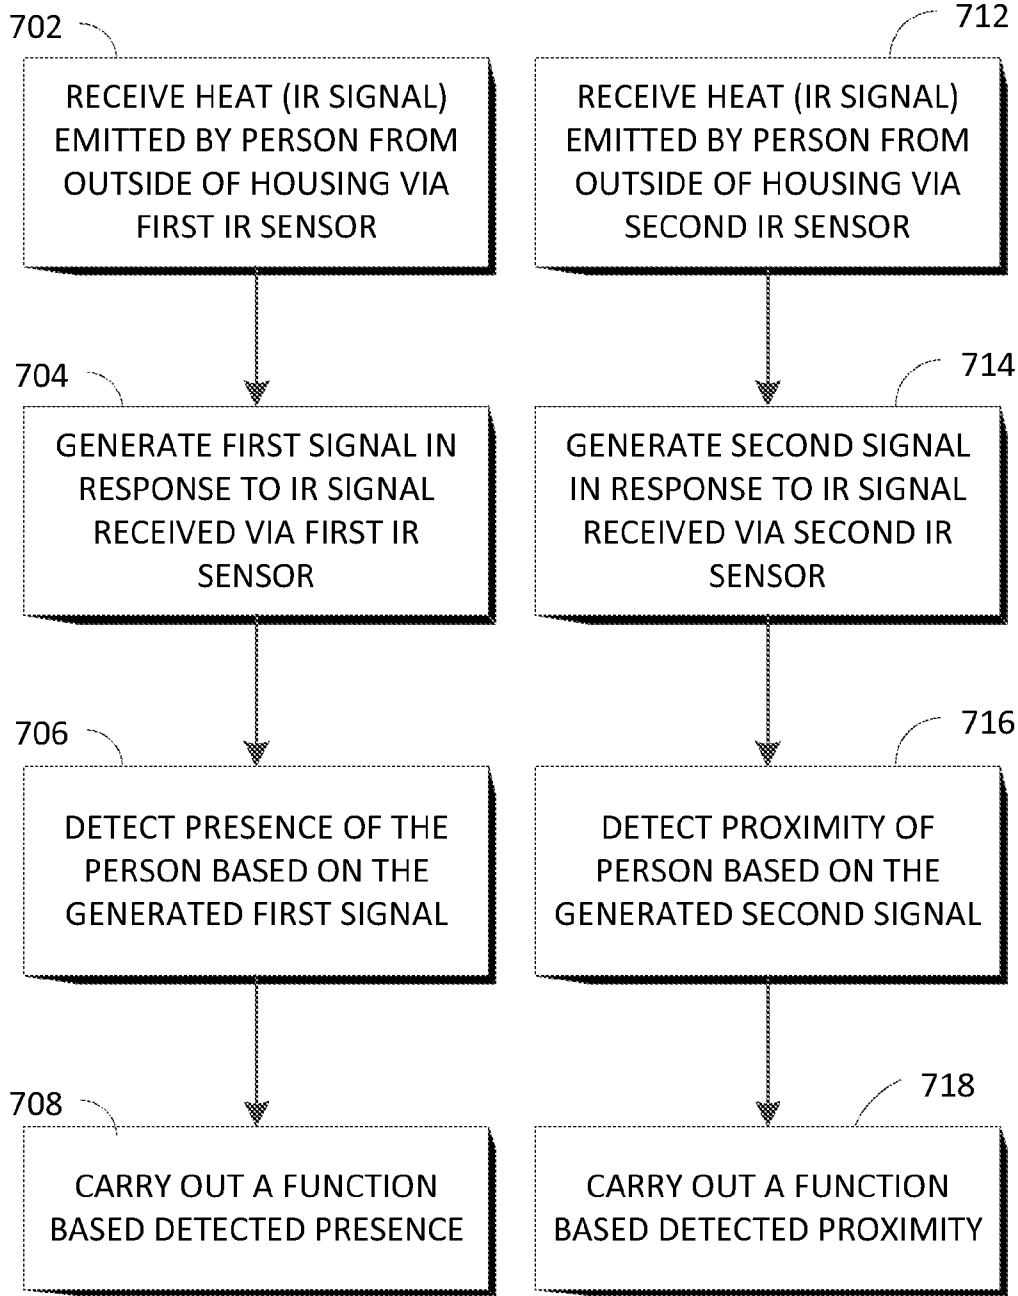 702
RECEIVE HEAT (IR SIGNAL)
EMITTED BY PERSON FROM
OUTSIDE OF HOUSING VIA
FIRST IR SENSOR
704
GENERATE FIRST SIGNAL IN
RESPONSE TO IR SIGNAL
RECEIVED VIA FIRST IR
SENSOR
706
DETECT PRESENCE OF THE
PERSON BASED ON THE
GENERATED FIRST SIGNAL
708
CARRY OUT A FUNCTION
BASED DETECTED PRESENCE
712
RECEIVE HEAT (IR SIGNAL)
EMITTED BY PERSON FROM
OUTSIDE OF HOUSING VIA
SECOND IR SENSOR
714
GENERATE SECOND SIGNAL
IN RESPONSE TO IR SIGNAL
RECEIVED VIA SECOND IR
SENSOR
716
DETECT PROXIMITY OF
PERSON BASED ON THE
GENERATED SECOND SIGNAL
718
CARRY OUT A FUNCTION
BASED DETECTED PROXIMITY